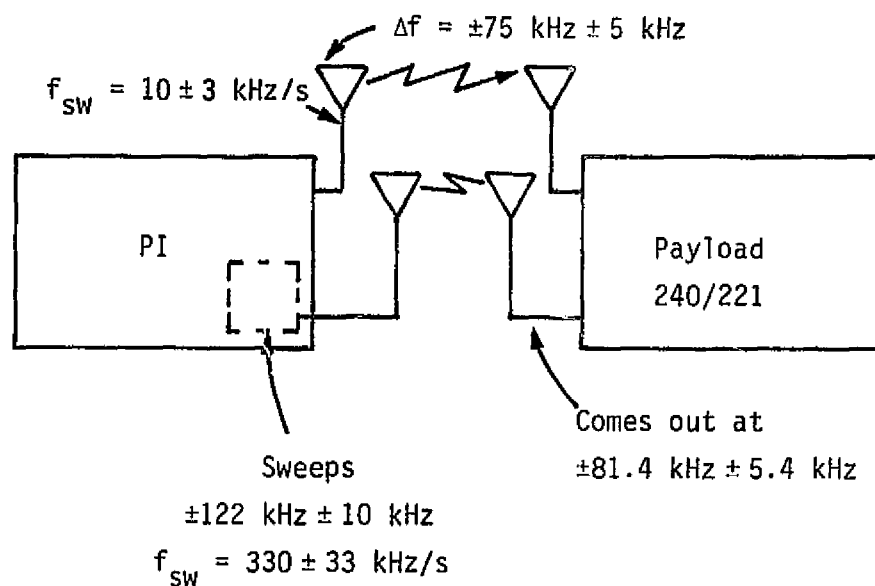 Δf = ±75 kHz ± 5 kHz
f_sw = 10 ± 3 kHz/s
PI
Payload
240/221
Comes out at
±81.4 kHz ± 5.4 kHz
Sweeps
±122 kHz ± 10 kHz
f_sw = 330 ± 33 kHz/s